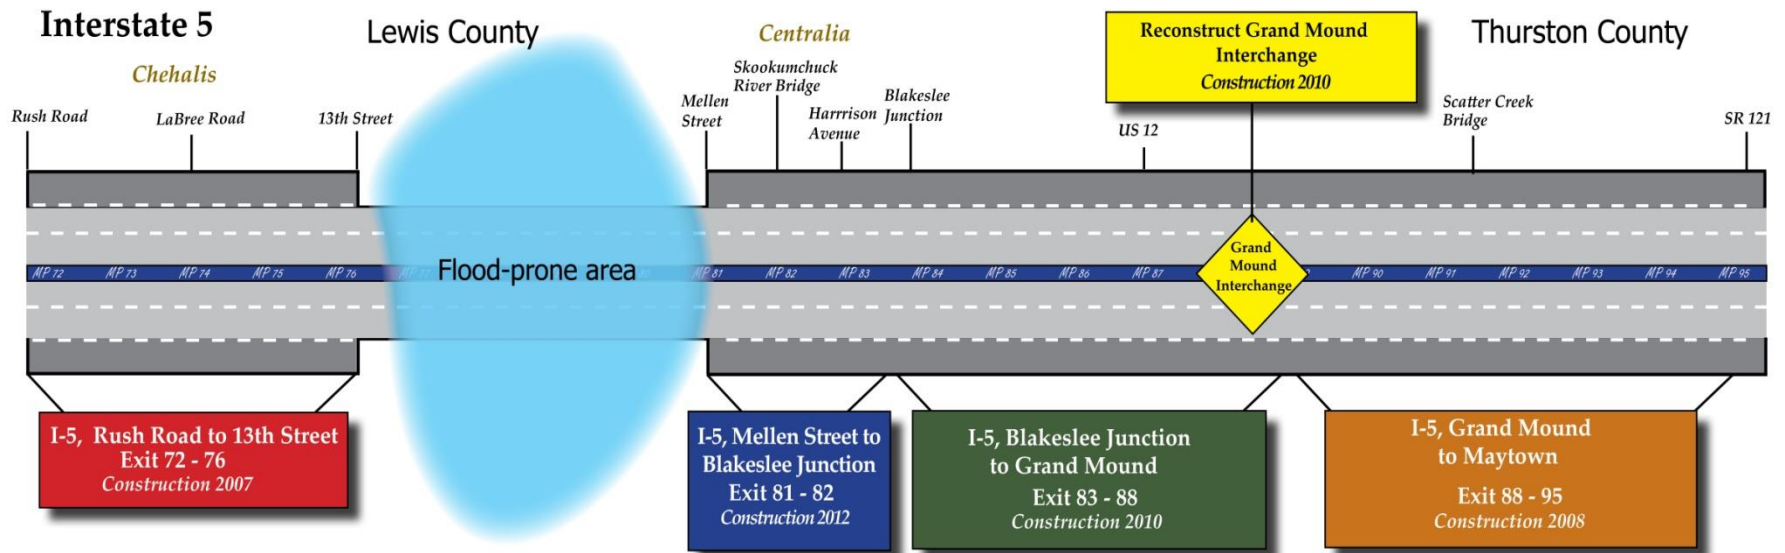 Interstate 5
Lewis County
Thurston County
Chehalis
Centralia
Reconstruct Grand Mound
Interchange
Construction 2010
Rush Road
LaBree Road
13th Street
Mellen
Street
Skookumchuck
River Bridge
Harrrison
Avenue
Blakeslee
Junction
US 12
Scatter Creek
Bridge
SR 121
MP 72
MP 73
MP 74
MP 75
MP 76
MP 77
Flood-prone area
MP 81
MP 82
MP 83
MP 84
MP 85
MP 86
MP 87
Grand
Mound
Interchange
MP 90
MP 91
MP 92
MP 93
MP 94
MP 95
I-5, Rush Road to 13th Street
Exit 72 - 76
Construction 2007
I-5, Mellen Street to
Blakeslee Junction
Exit 81 - 82
Construction 2012
I-5, Blakeslee Junction
to Grand Mound
Exit 83 - 88
Construction 2010
I-5, Grand Mound
to Maytown
Exit 88 - 95
Construction 2008